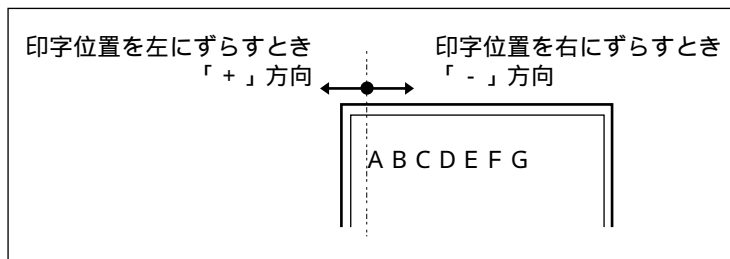 印字位置を左にずらすとき
「+」方向
印字位置を右にずらすとき
「-」方向
A B C D E F G